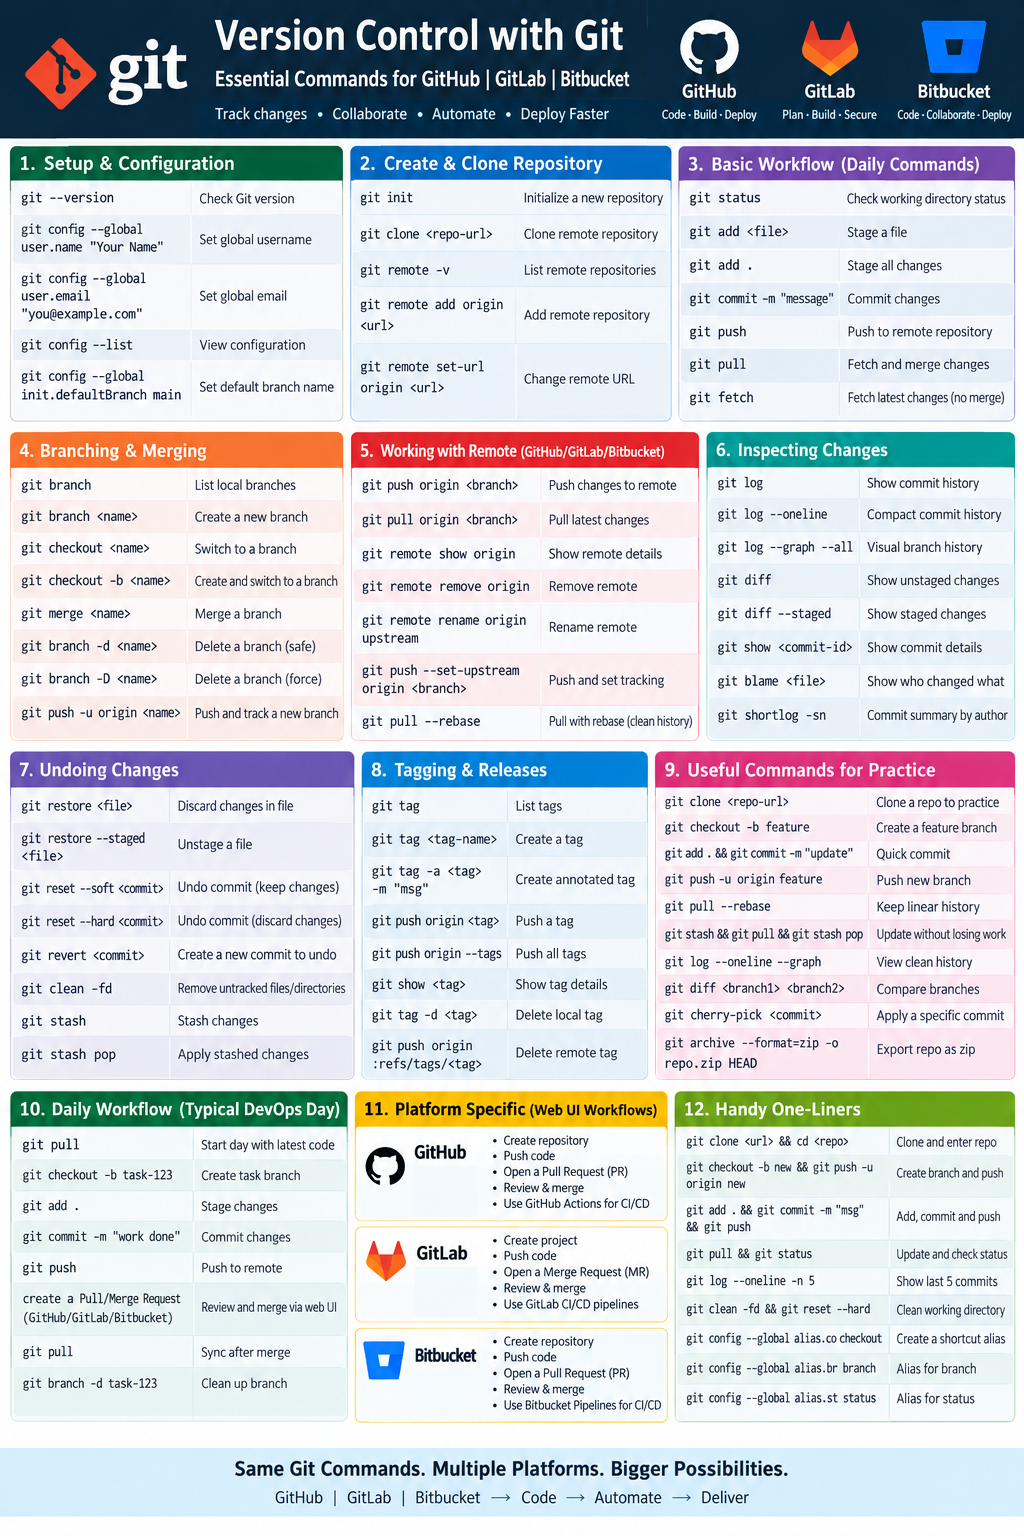 git
Version Control with Git
Essential Commands for GitHub | GitLab | Bitbucket
Track changes • Collaborate • Automate • Deploy Faster
GitHub
Code · Build · Deploy
GitLab
Plan · Build · Secure
Bitbucket
Code · Collaborate · Deploy
1. Setup & Configuration
git --version Check Git version
git config --global
user.name "Your Name" Set global username
git config --global
user.email
"you@example.com" Set global email
git config --list View configuration
git config --global
init.defaultBranch main Set default branch name
2. Create & Clone Repository
git init Initialize a new repository
git clone <repo-url> Clone remote repository
git remote -v List remote repositories
git remote add origin
<url> Add remote repository
git remote set-url
origin <url> Change remote URL
3. Basic Workflow (Daily Commands)
git status Check working directory status
git add <file> Stage a file
git add . Stage all changes
git commit -m "message" Commit changes
git push Push to remote repository
git pull Fetch and merge changes
git fetch Fetch latest changes (no merge)
4. Branching & Merging
git branch List local branches
git branch <name> Create a new branch
git checkout <name> Switch to a branch
git checkout -b <name> Create and switch to a branch
git merge <name> Merge a branch
git branch -d <name> Delete a branch (safe)
git branch -D <name> Delete a branch (force)
git push -u origin <name> Push and track a new branch
5. Working with Remote (GitHub/GitLab/Bitbucket)
git push origin <branch> Push changes to remote
git pull origin <branch> Pull latest changes
git remote show origin Show remote details
git remote remove origin Remove remote
git remote rename origin
upstream Rename remote
git push --set-upstream
origin <branch> Push and set tracking
git pull --rebase Pull with rebase (clean history)
6. Inspecting Changes
git log Show commit history
git log --oneline Compact commit history
git log --graph --all Visual branch history
git diff Show unstaged changes
git diff --staged Show staged changes
git show <commit-id> Show commit details
git blame <file> Show who changed what
git shortlog -sn Commit summary by author
7. Undoing Changes
git restore <file> Discard changes in file
git restore --staged
<file> Unstage a file
git reset --soft <commit> Undo commit (keep changes)
git reset --hard <commit> Undo commit (discard changes)
git revert <commit> Create a new commit to undo
git clean -fd Remove untracked files/directories
git stash Stash changes
git stash pop Apply stashed changes
8. Tagging & Releases
git tag List tags
git tag <tag-name> Create a tag
git tag -a <tag>
-m "msg" Create annotated tag
git push origin <tag> Push a tag
git push origin --tags Push all tags
git show <tag> Show tag details
git tag -d <tag> Delete local tag
git push origin
:refs/tags/<tag> Delete remote tag
9. Useful Commands for Practice
git clone <repo-url> Clone a repo to practice
git checkout -b feature Create a feature branch
git add . && git commit -m "update" Quick commit
git push -u origin feature Push new branch
git pull --rebase Keep linear history
git stash && git pull && git stash pop Update without losing work
git log --oneline --graph View clean history
git diff <branch1> <branch2> Compare branches
git cherry-pick <commit> Apply a specific commit
git archive --format=zip -o
repo.zip HEAD Export repo as zip
10. Daily Workflow (Typical DevOps Day)
git pull Start day with latest code
git checkout -b task-123 Create task branch
git add . Stage changes
git commit -m "work done" Commit changes
git push Push to remote
create a Pull/Merge Request
(GitHub/GitLab/Bitbucket) Review and merge via web UI
git pull Sync after merge
git branch -d task-123 Clean up branch
11. Platform Specific (Web UI Workflows)
GitHub
• Create repository
• Push code
• Open a Pull Request (PR)
• Review & merge
• Use GitHub Actions for CI/CD
GitLab
• Create project
• Push code
• Open a Merge Request (MR)
• Review & merge
• Use GitLab CI/CD pipelines
Bitbucket
• Create repository
• Push code
• Open a Pull Request (PR)
• Review & merge
• Use Bitbucket Pipelines for CI/CD
12. Handy One-Liners
git clone <url> && cd <repo> Clone and enter repo
git checkout -b new && git push -u
origin new Create branch and push
git add . && git commit -m "msg"
&& git push Add, commit and push
git pull && git status Update and check status
git log --oneline -n 5 Show last 5 commits
git clean -fd && git reset --hard Clean working directory
git config --global alias.co checkout Create a shortcut alias
git config --global alias.br branch Alias for branch
git config --global alias.st status Alias for status
Same Git Commands. Multiple Platforms. Bigger Possibilities.
GitHub | GitLab | Bitbucket → Code → Automate → Deliver